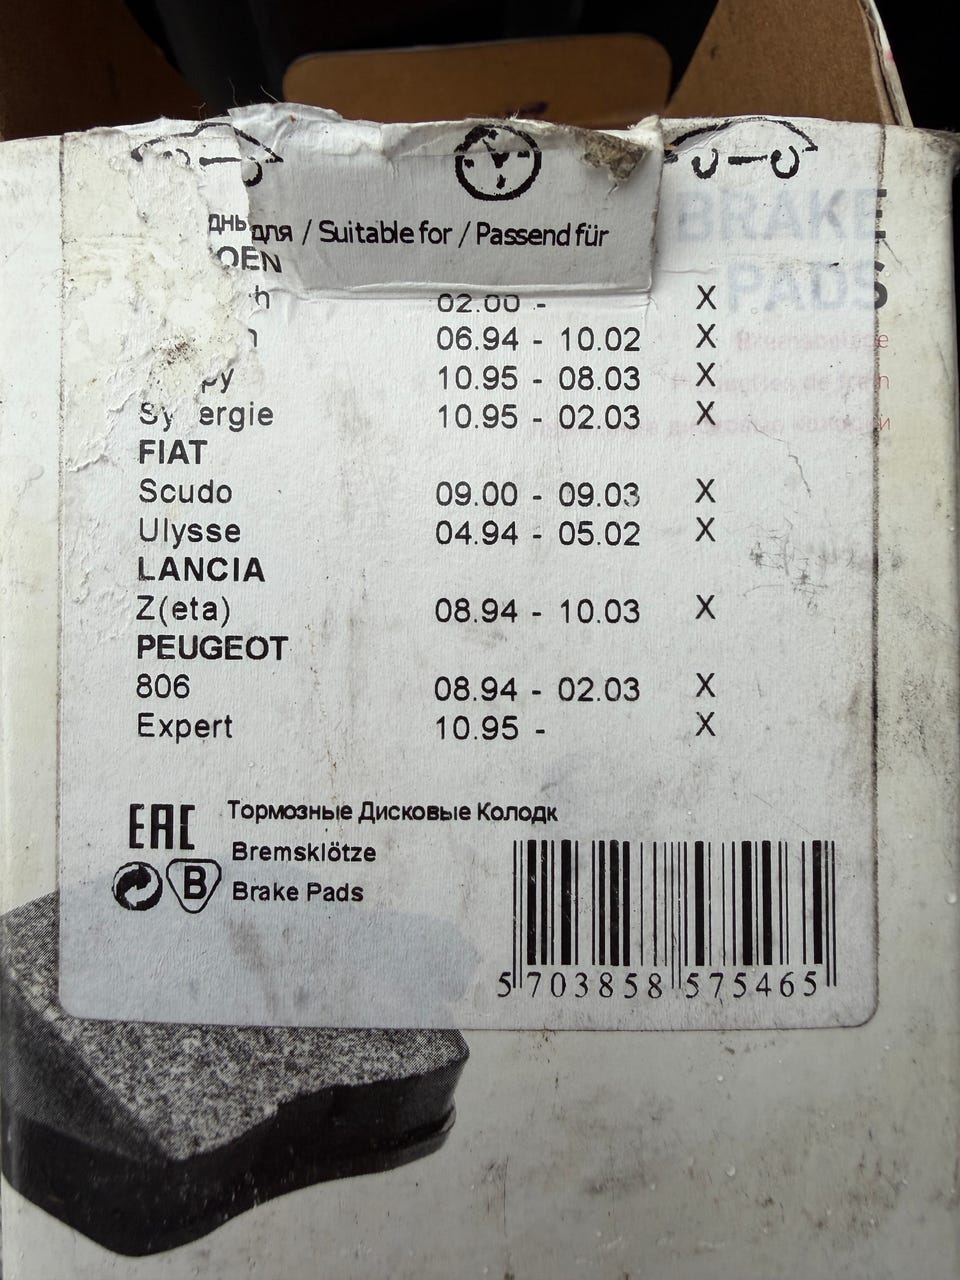 для / Suitable for / Passend für
BRAKE
PADS
02.00 - X
06.94 - 10.02 X
10.95 - 08.03 X
Synergie 10.95 - 02.03 X
FIAT
Scudo 09.00 - 09.03 X
Ulysse 04.94 - 05.02 X
LANCIA
Z(eta) 08.94 - 10.03 X
PEUGEOT
806 08.94 - 02.03 X
Expert 10.95 - X
EAC Тормозные Дисковые Колодк
Bremsklötze
B Brake Pads
5 703858 575465